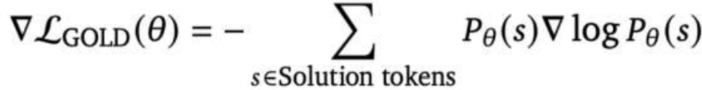 ∇ℒ_GOLD(θ) = − ∑_{s∈Solution tokens} P_θ(s)∇ log P_θ(s)